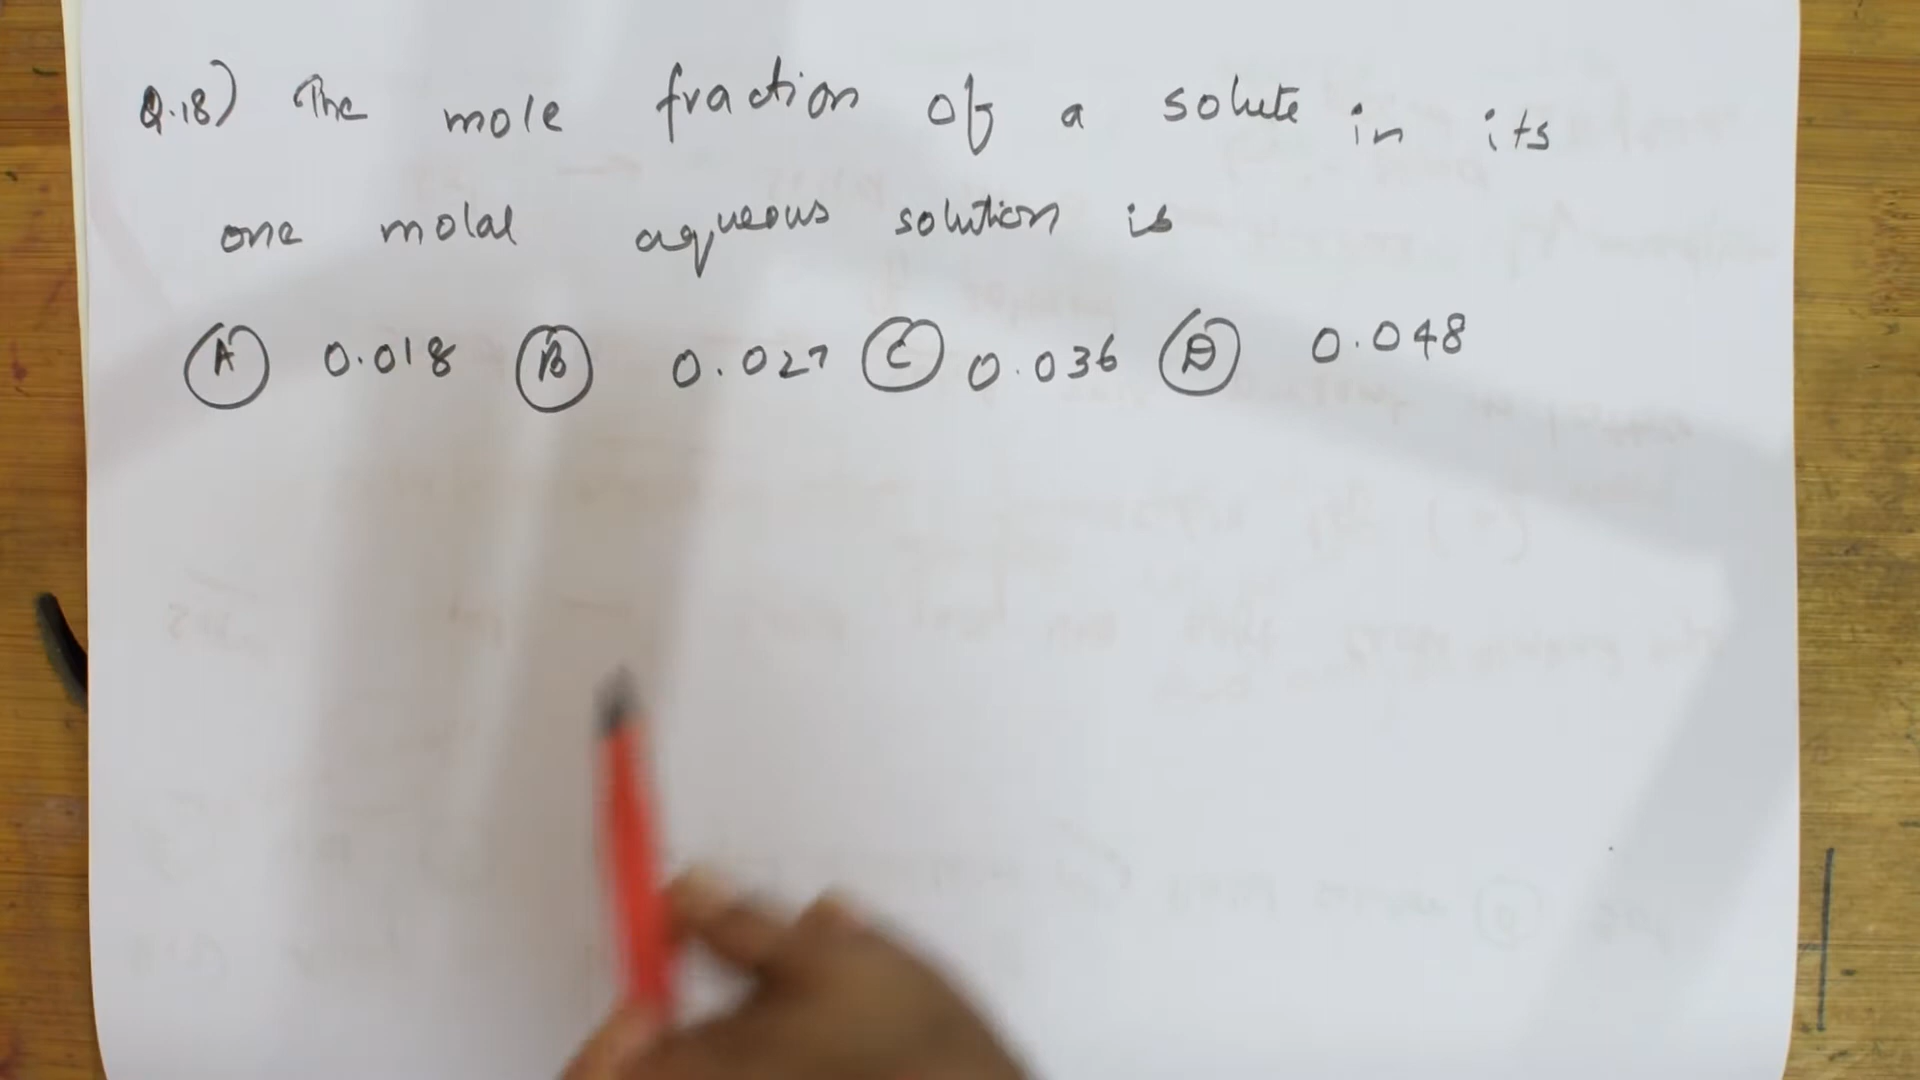 Q.18) The mole fraction of a solute in its
one molal aqueous solution is
(A) 0.018 (B) 0.027 (C) 0.036 (D) 0.048